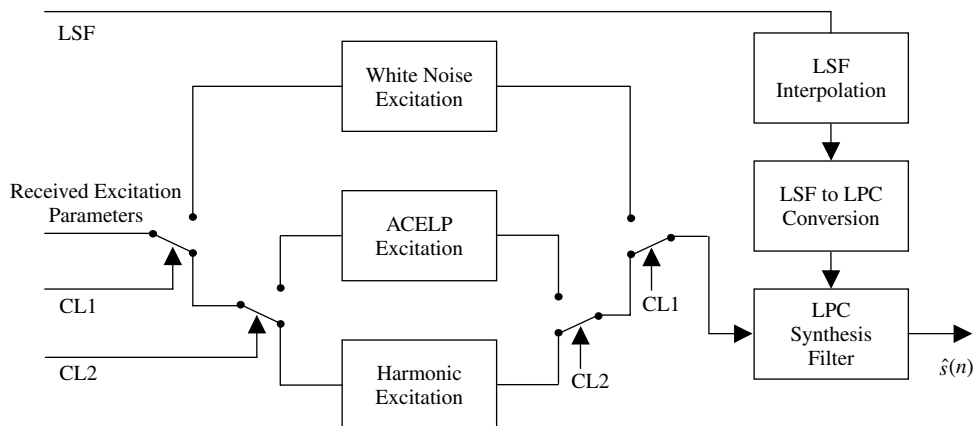 LSF
White Noise
Excitation
LSF
Interpolation
Received Excitation
Parameters
ACELP
Excitation
LSF to LPC
Conversion
CL1
CL1
LPC
Synthesis
Filter
CL2
Harmonic
Excitation
CL2
ŝ(n)